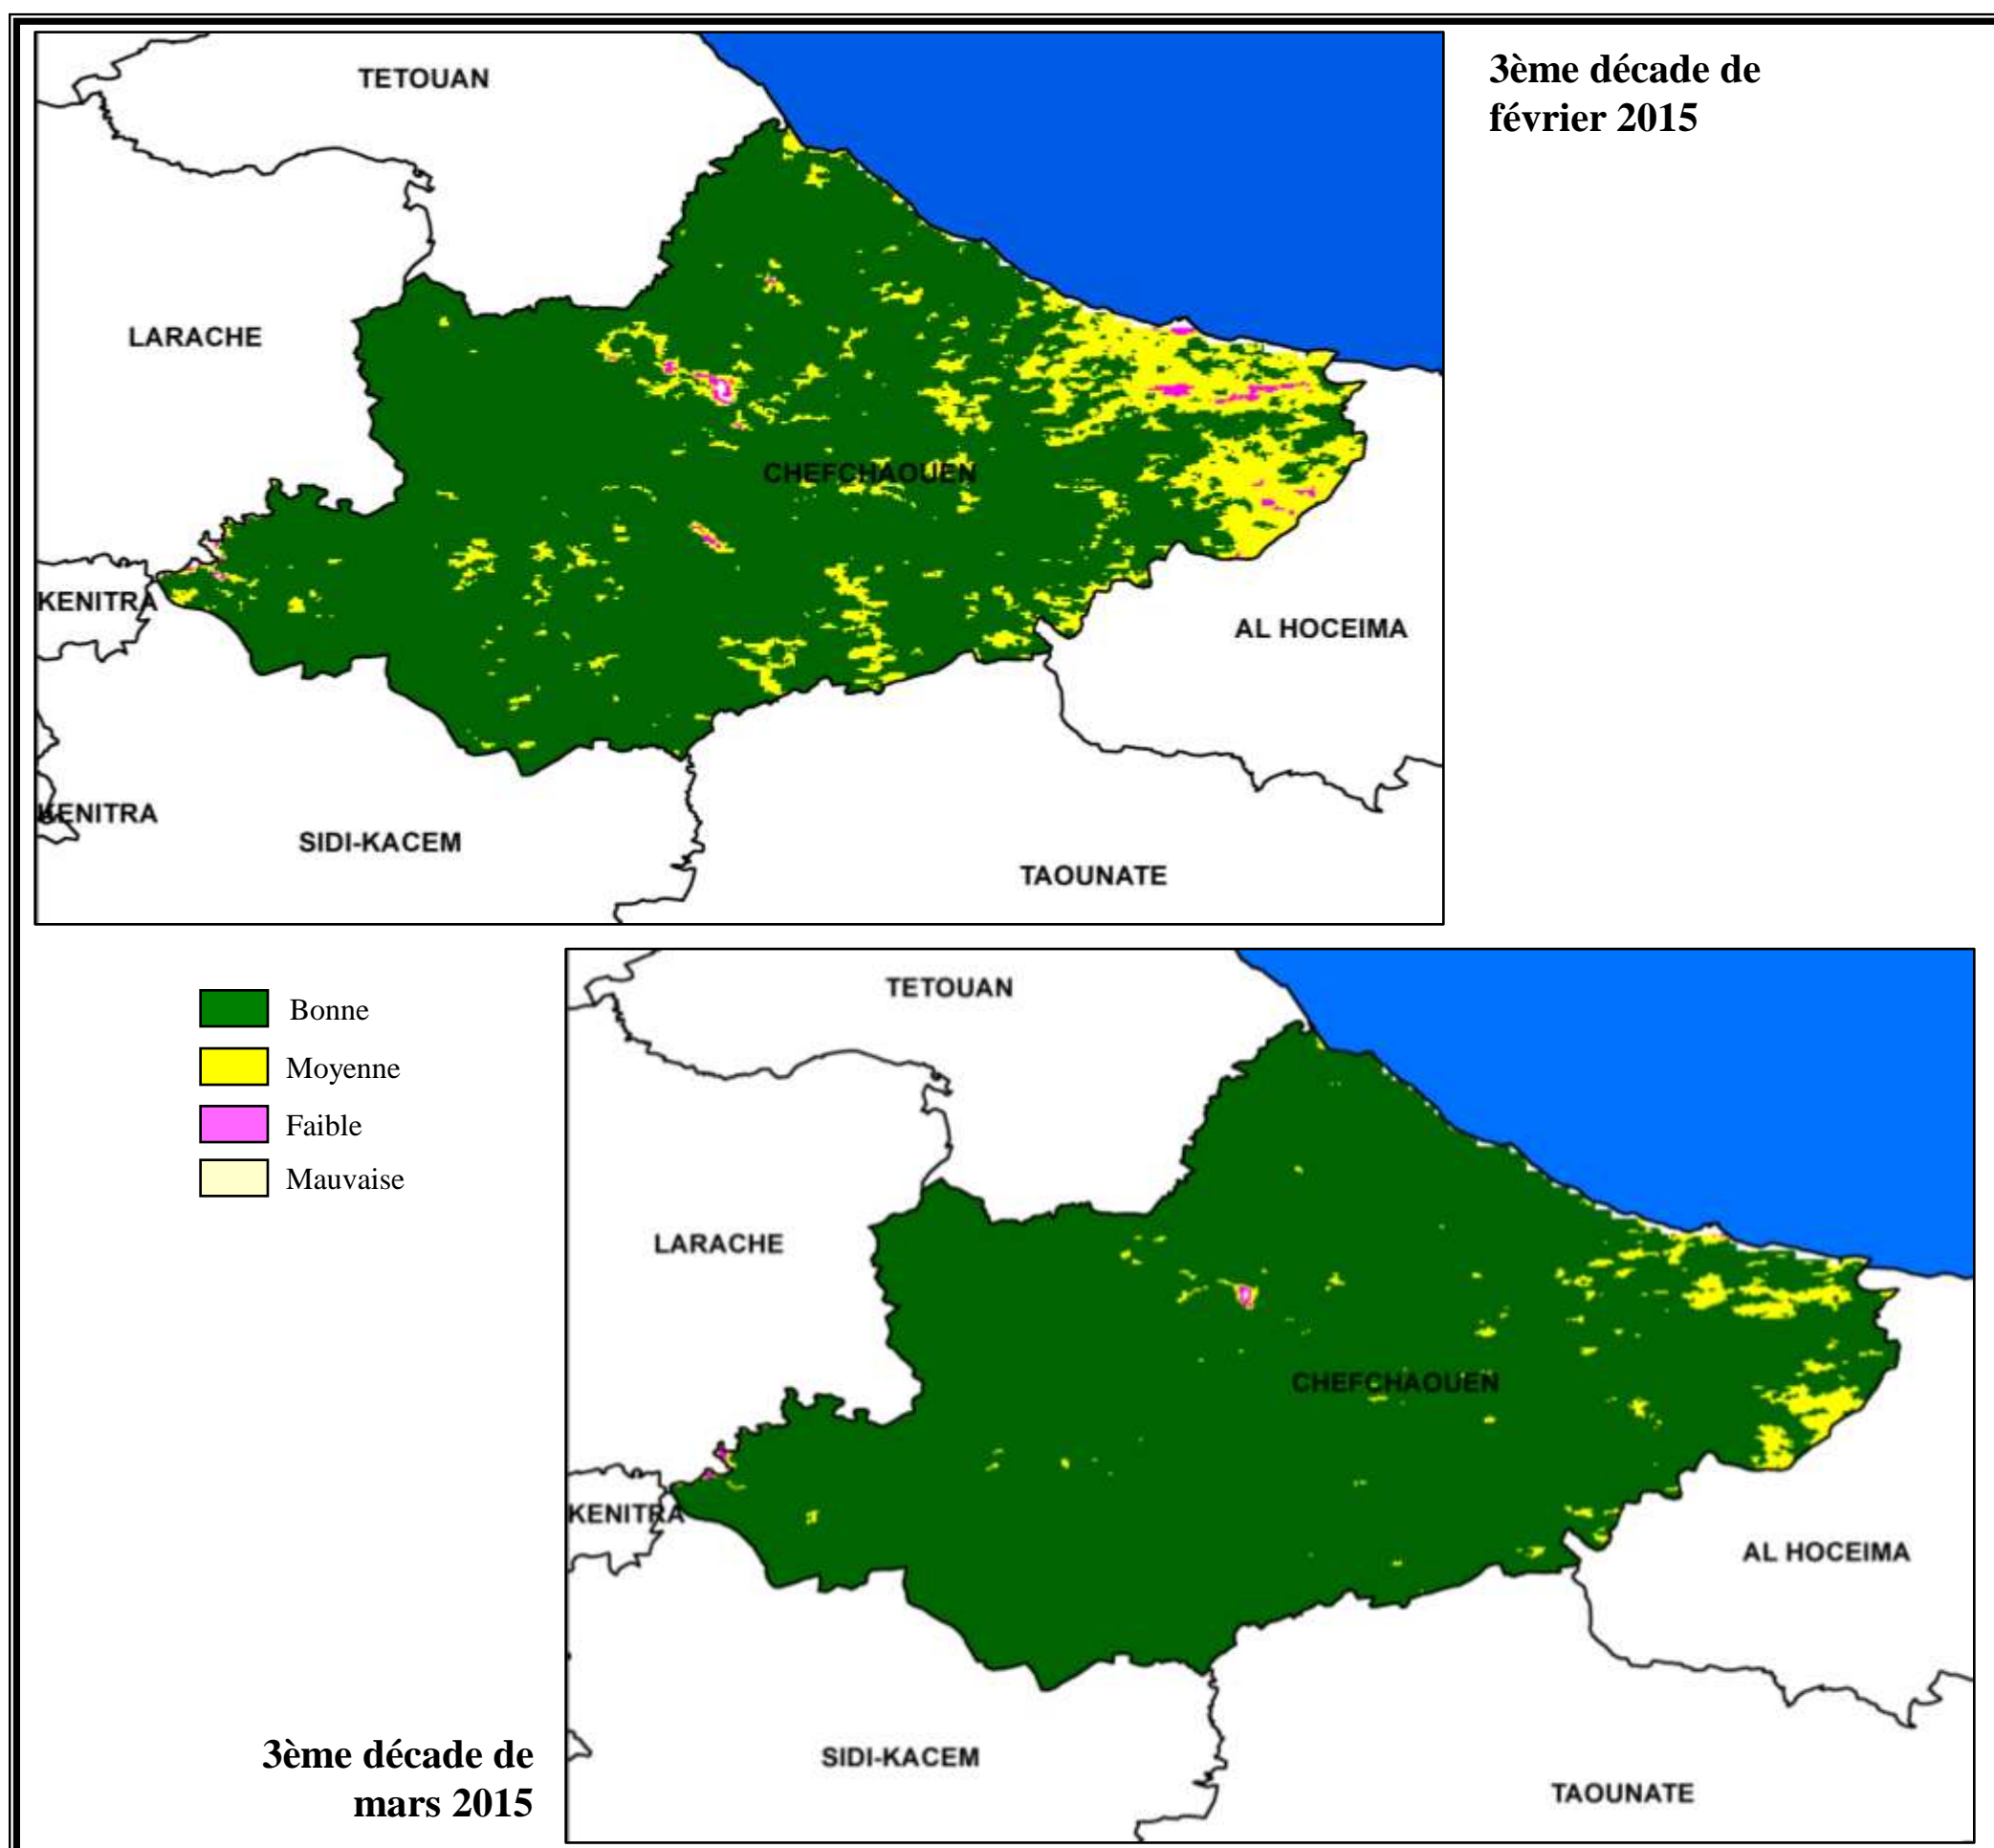 3ème décade de
février 2015
TETOUAN
LARACHE
CHEFCHAOUEN
KENITRA
AL HOCEIMA
KENITRA
SIDI-KACEM
TAOUNATE
Bonne
Moyenne
Faible
Mauvaise
TETOUAN
LARACHE
CHEFCHAOUEN
KENITRA
AL HOCEIMA
SIDI-KACEM
TAOUNATE
3ème décade de
mars 2015